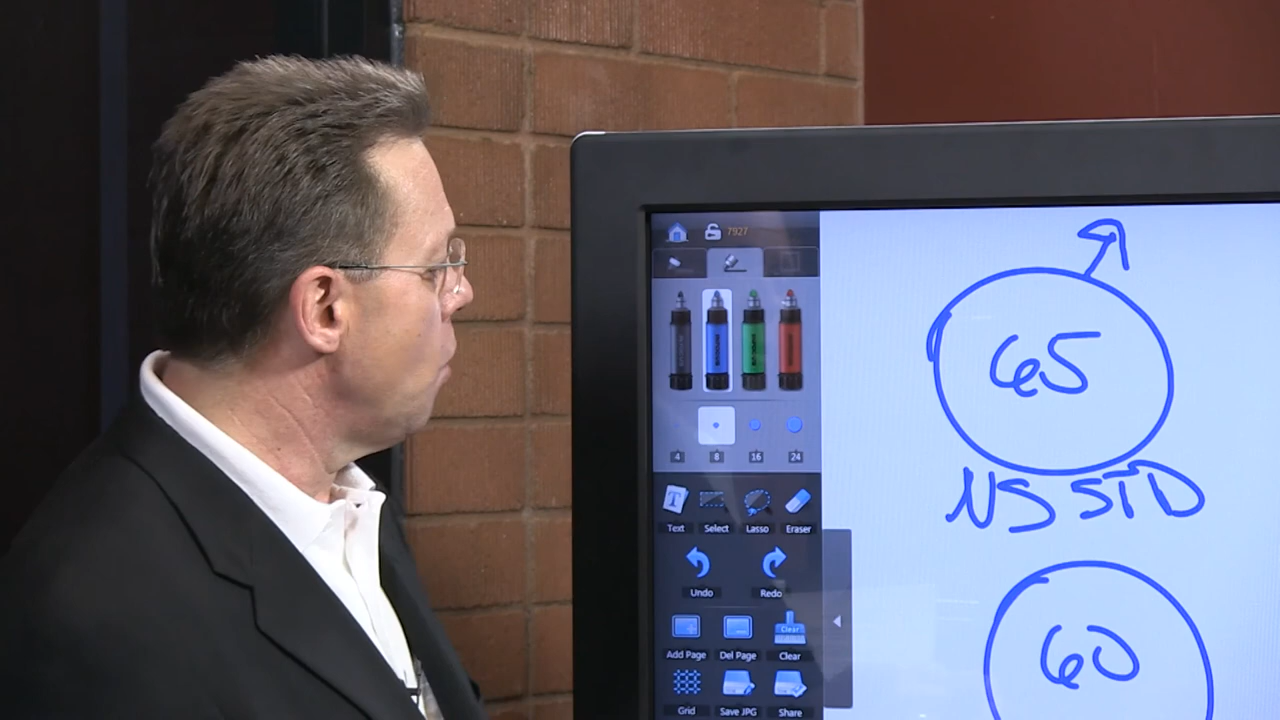 7927
65
4 8 16 24
NS STD
Text Select Lasso Eraser
Undo Redo
60
Clear
Add Page Del Page Clear
Grid Save JPG Share